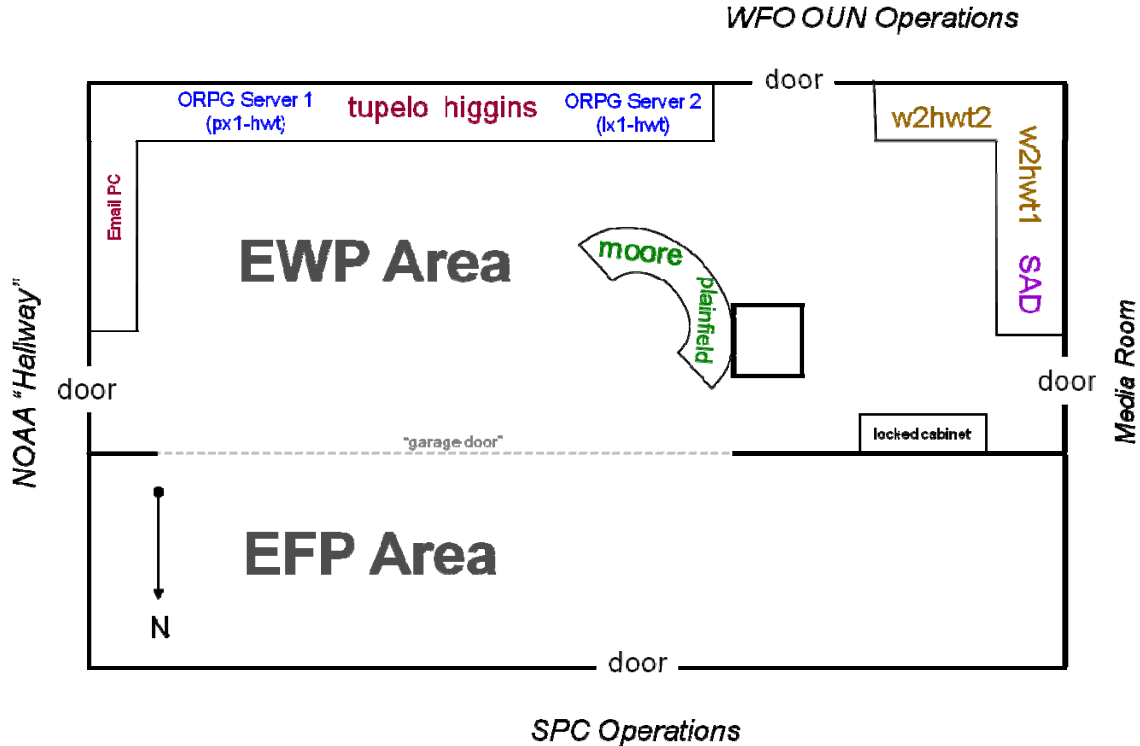 WFO OUN Operations
door
ORPG Server 1
(px1-hwt)
tupelo higgins
ORPG Server 2
(lx1-hwt)
w2hwt2
w2hwt1
Email PC
EWP Area
moore
plainfield
SAD
NOAA "Hallway"
door
door
Media Room
"garage door"
locked cabinet
EFP Area
N
door
SPC Operations